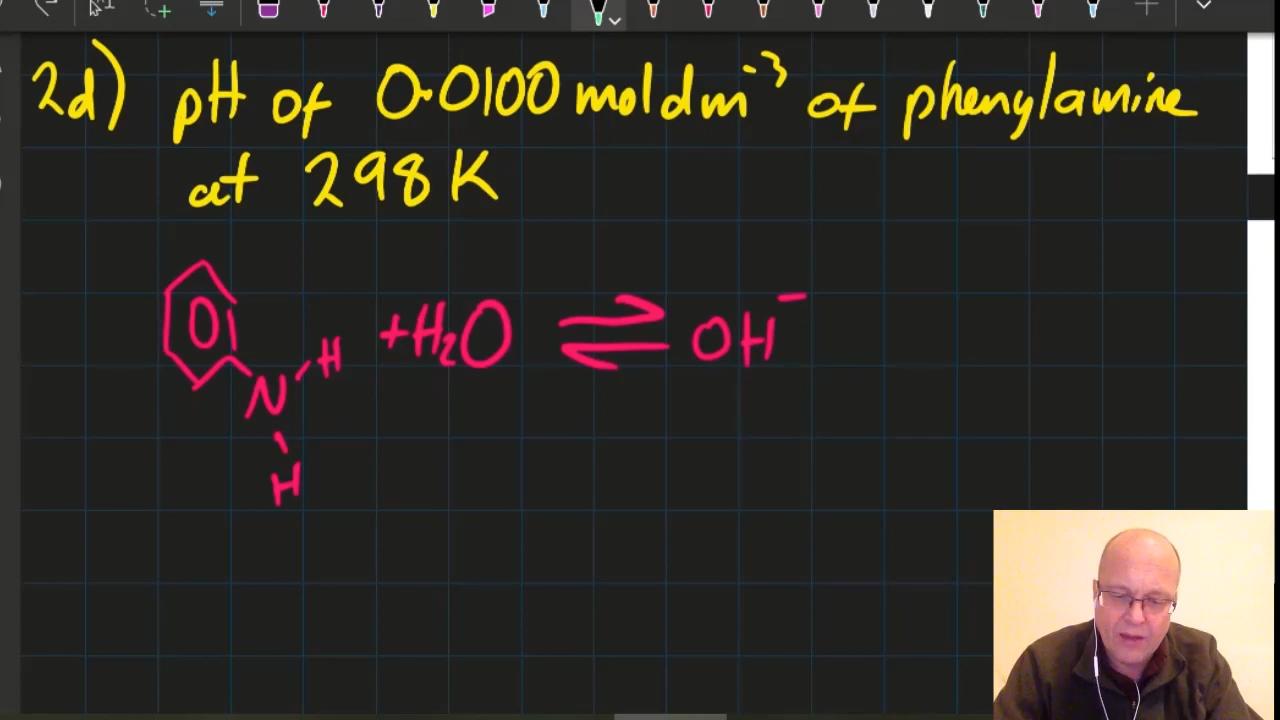 2d) pH of 0.0100 mol dm⁻³ of phenylamine
at 298 K
N H + H₂O ⇌ OH⁻
H